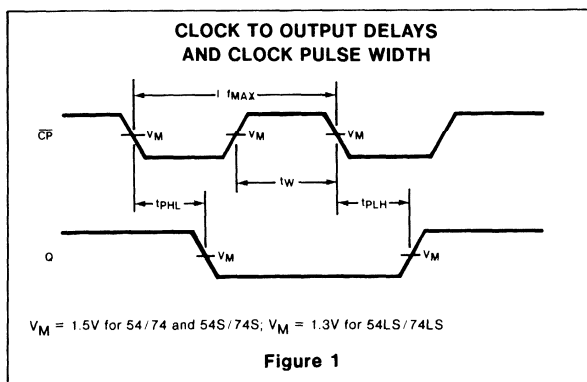 CLOCK TO OUTPUT DELAYS
AND CLOCK PULSE WIDTH
I fMAX
CP VM VM VM
tPHL tW tPLH
Q VM VM
VM = 1.5V for 54/74 and 54S/74S; VM = 1.3V for 54LS/74LS
Figure 1